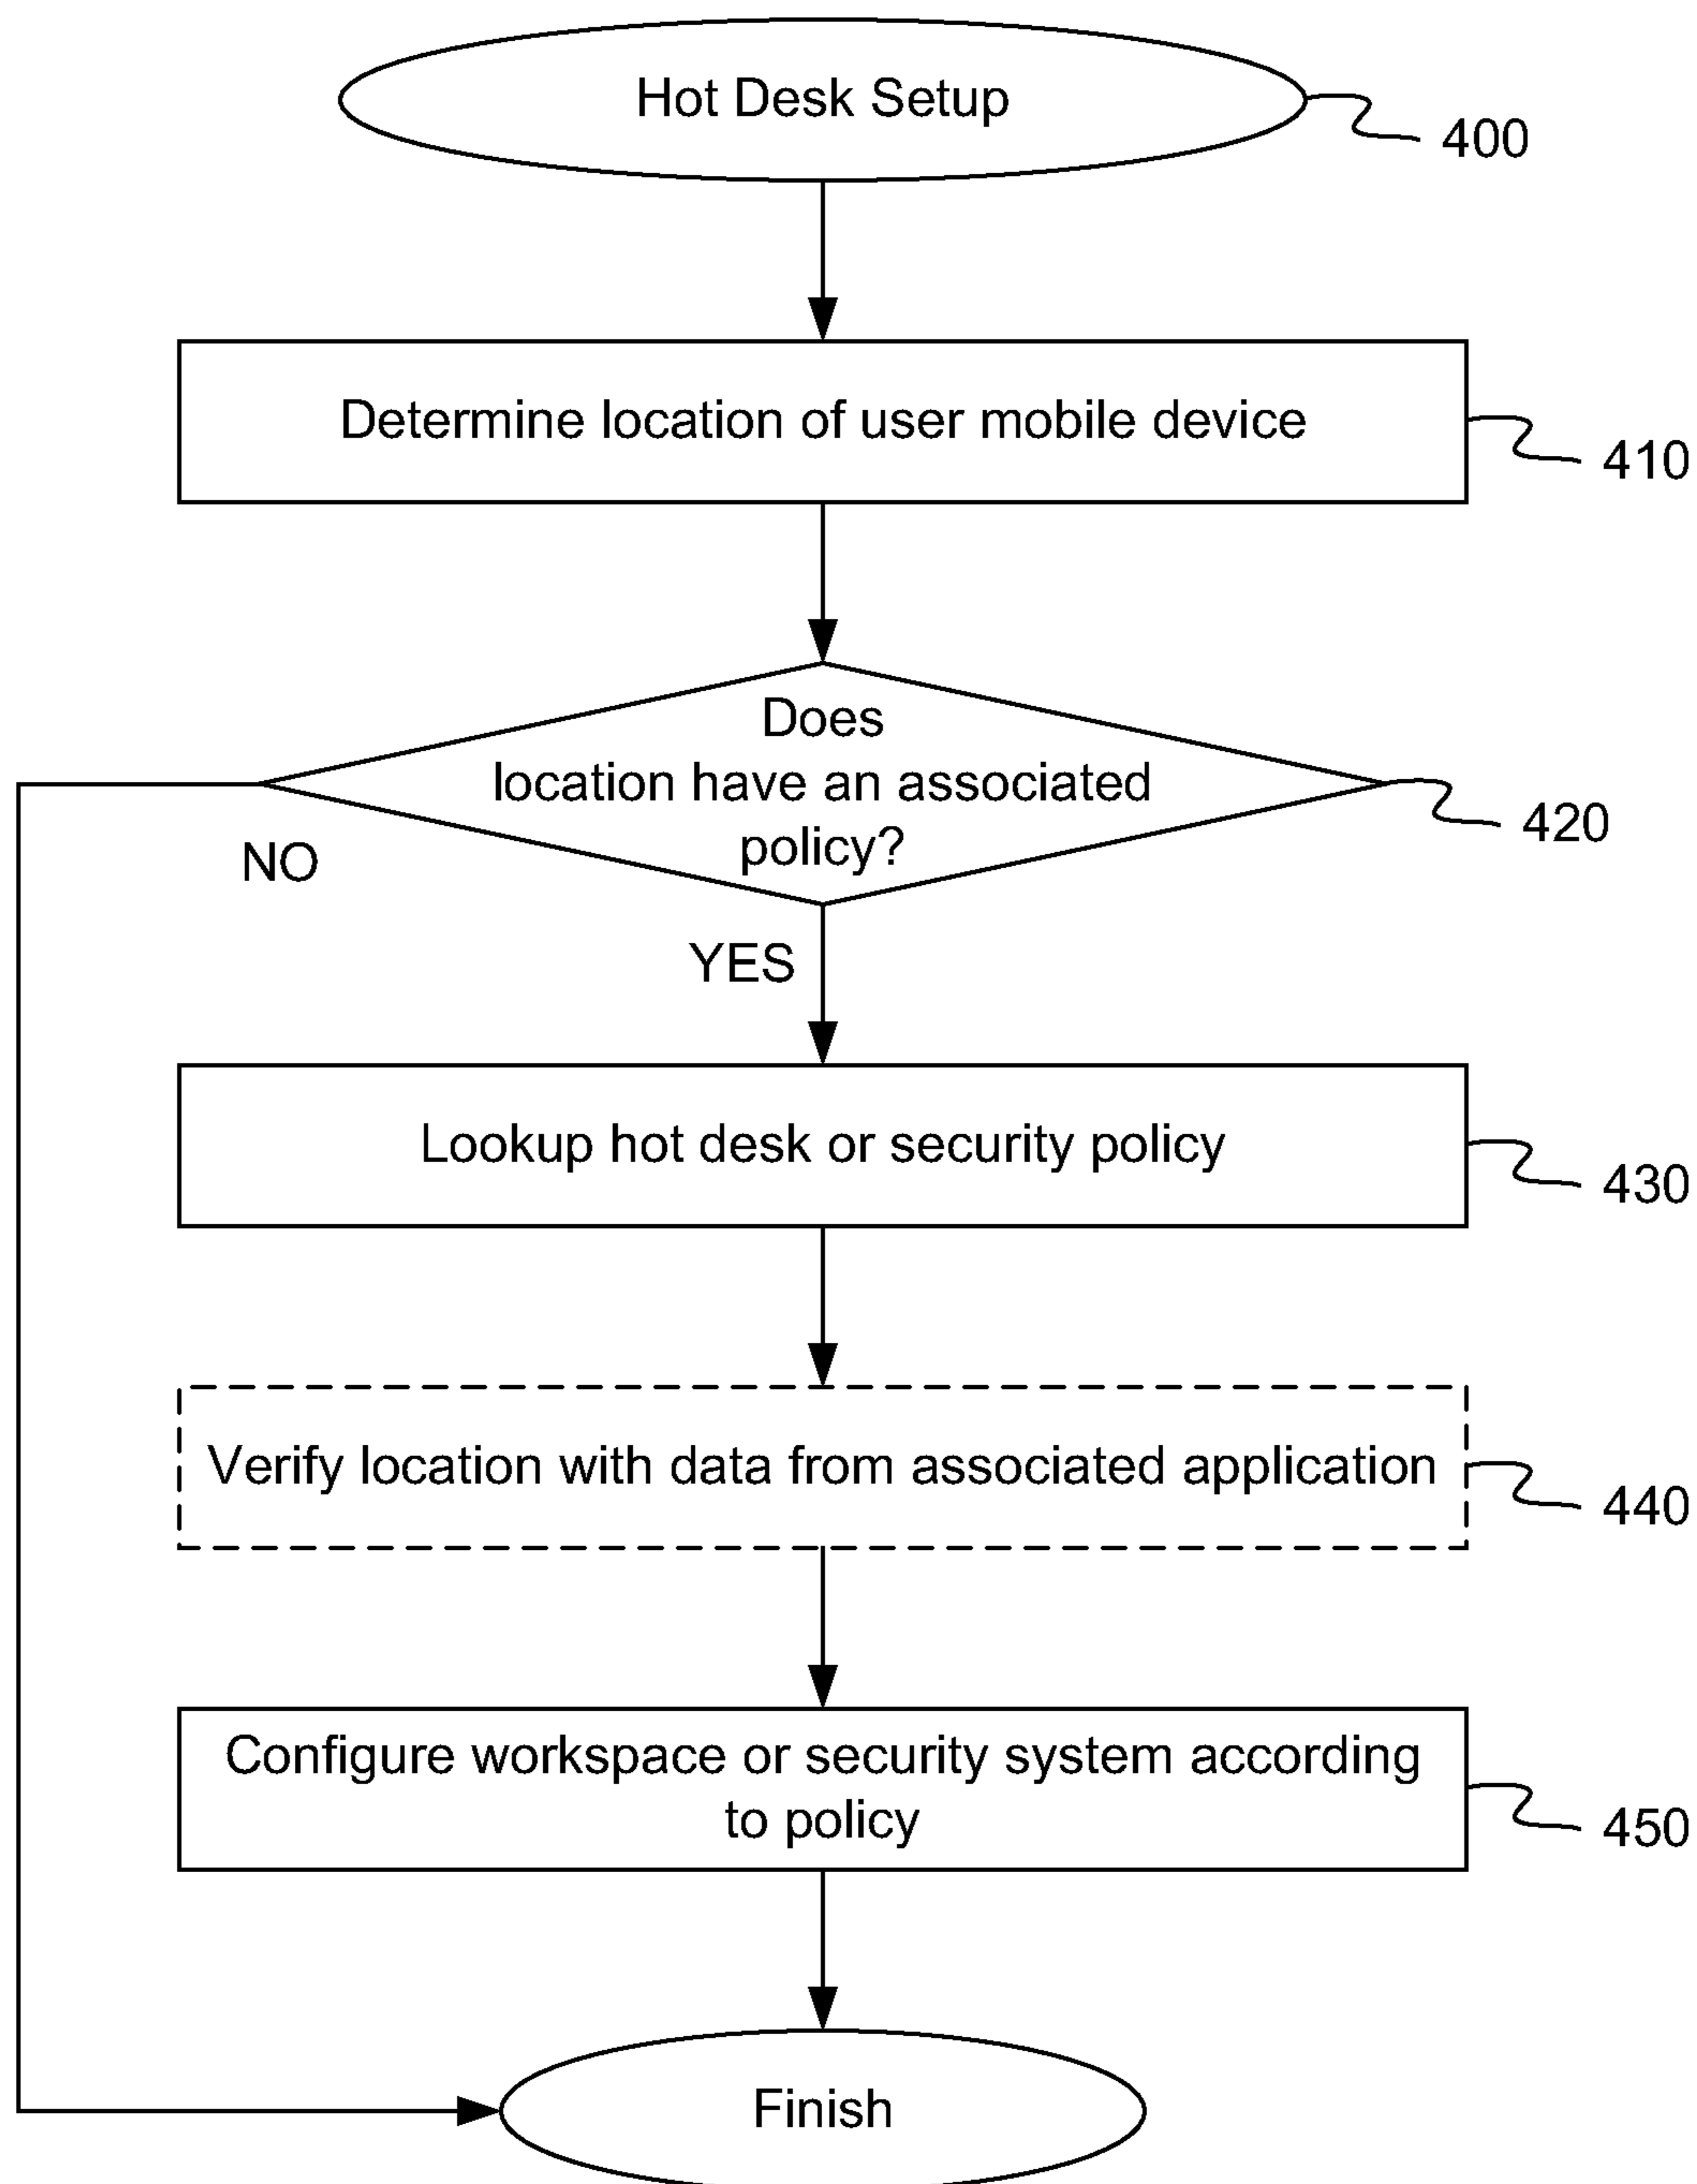 Hot Desk Setup
400
Determine location of user mobile device
410
Does
location have an associated
policy?
420
NO
YES
Lookup hot desk or security policy
430
Verify location with data from associated application
440
Configure workspace or security system according
to policy
450
Finish